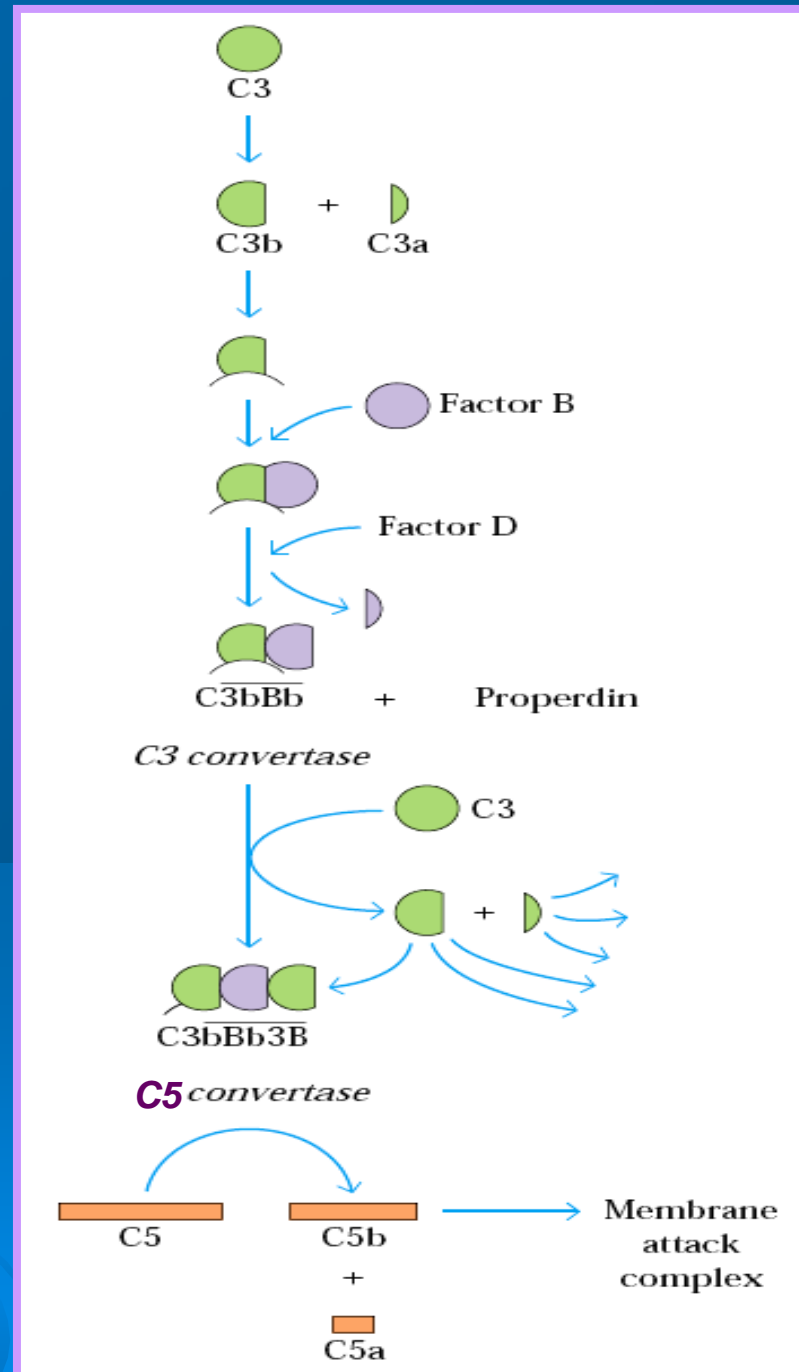 C3
C3b + C3a
Factor B
Factor D
C3bBb + Properdin
C3 convertase
C3
+
C3bBb3B
C5 convertase
C5 C5b Membrane
attack
complex
+
C5a